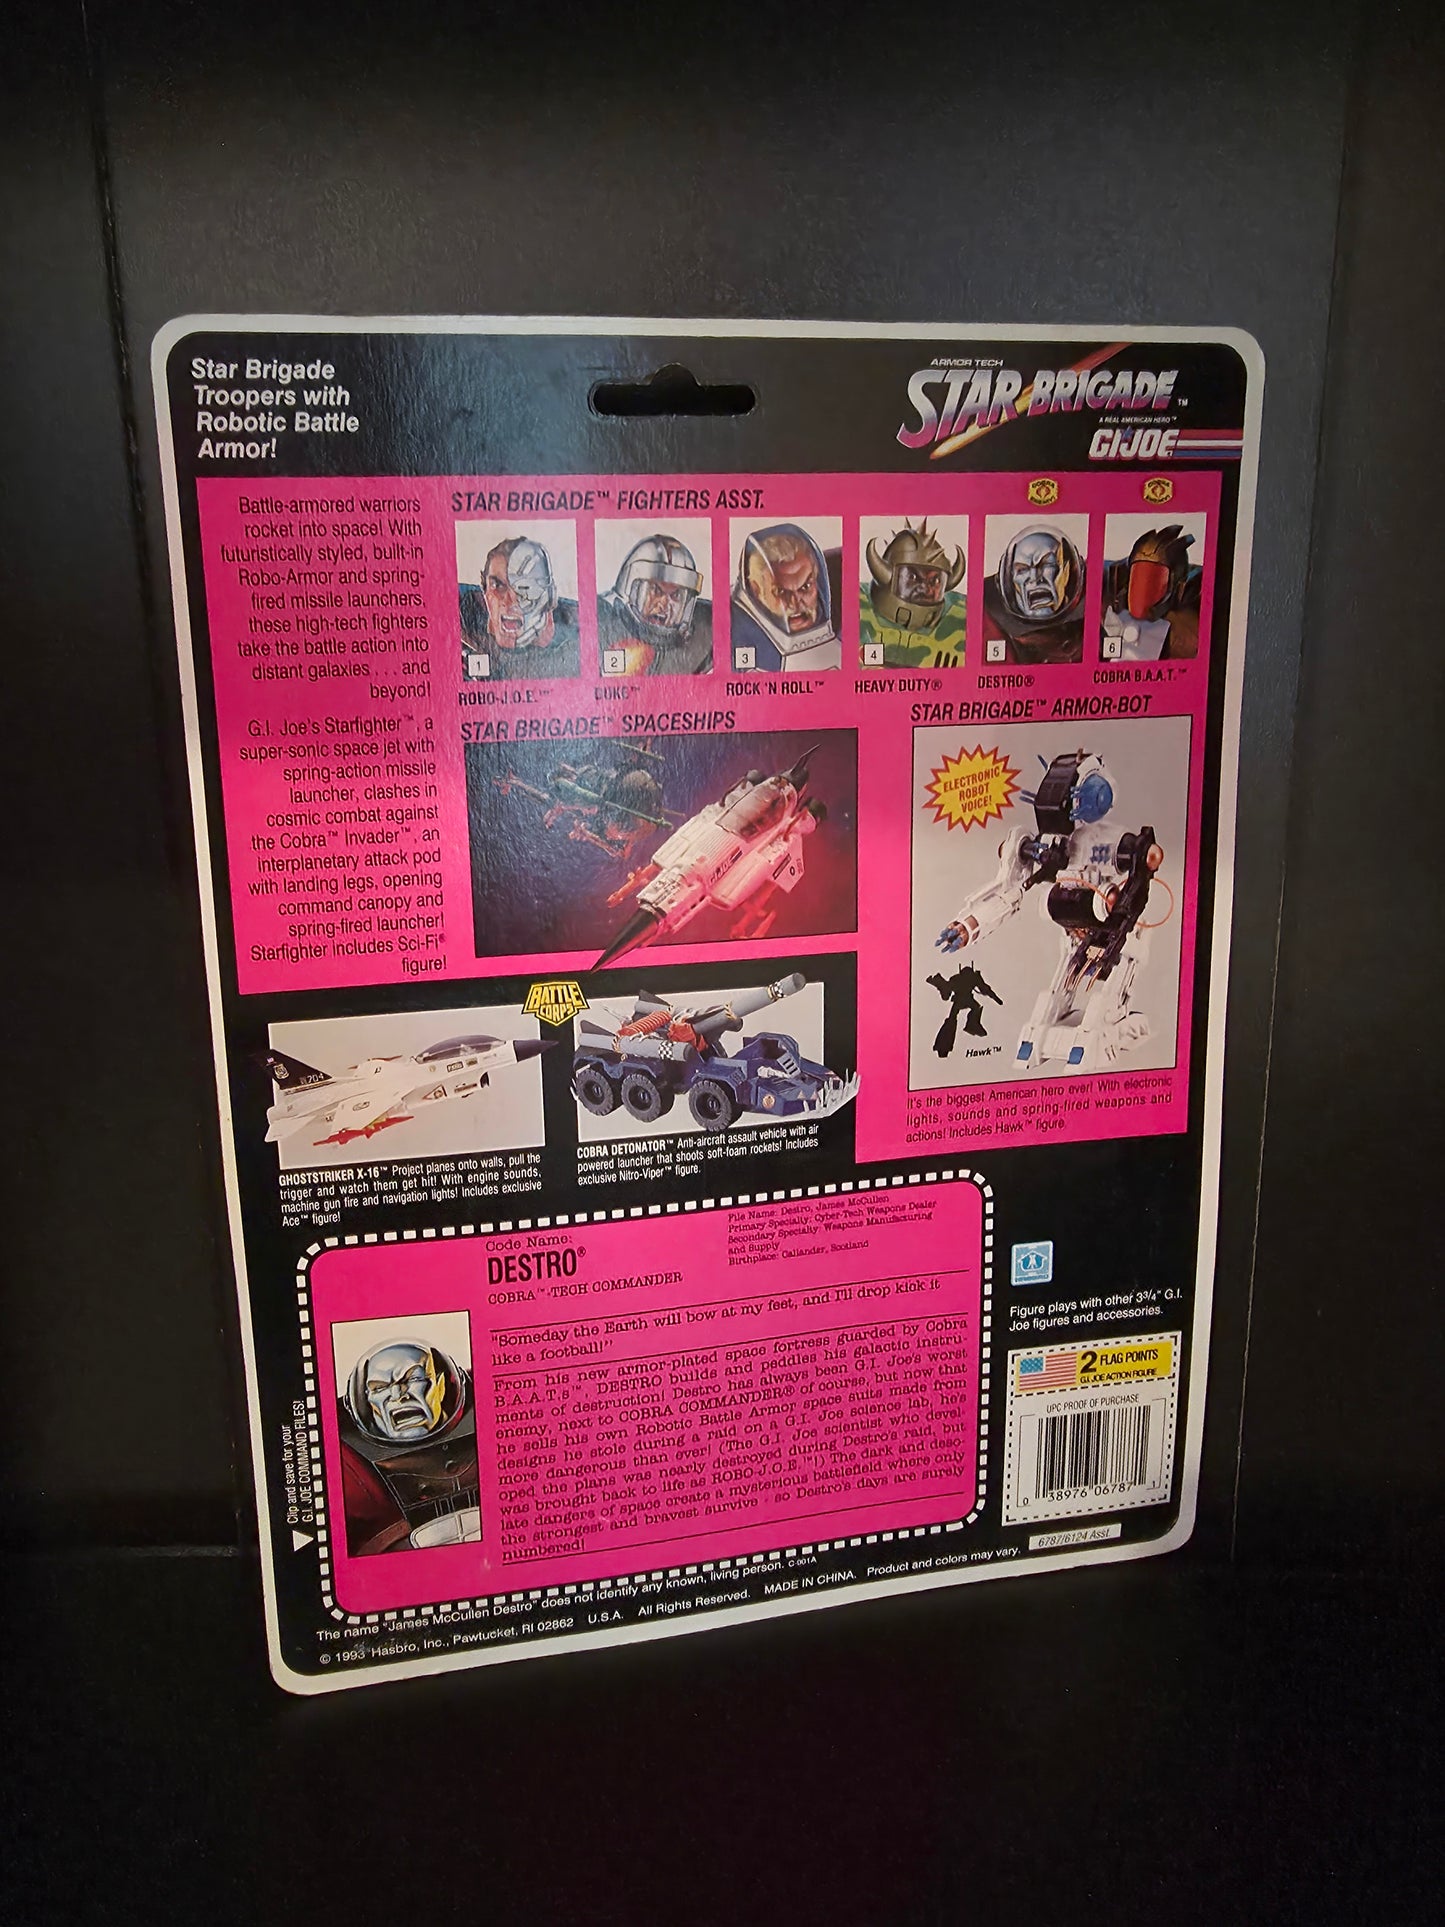 Star Brigade
Troopers with
Robotic Battle
Armor!
ARMOR TECH
STAR BRIGADE™
A REAL AMERICAN HERO™
G.I. JOE
Battle-armored warriors
rocket into space! With
futuristically styled, built-in
Robo-Armor and spring-
fired missile launchers,
these high-tech fighters
take the battle action into
distant galaxies . . . and
beyond!
G.I. Joe's Starfighter™, a
super-sonic space jet with
spring-action missile
launcher, clashes in
cosmic combat against
the Cobra™ Invader™, an
interplanetary attack pod
with landing legs, opening
command canopy and
spring-fired launcher!
Starfighter includes Sci-Fi®
figure!
STAR BRIGADE™ FIGHTERS ASST.
COBRA
COBRA
1
2
3
4
5
6
ROBO-J.O.E.™
DUKE™
ROCK 'N ROLL™
HEAVY DUTY®
DESTRO®
COBRA B.A.A.T.™
STAR BRIGADE™ SPACESHIPS
STAR BRIGADE™ ARMOR-BOT
ELECTRONIC
ROBOT
VOICE!
Hawk™
It's the biggest American hero ever! With electronic
lights, sounds and spring-fired weapons and
actions! Includes Hawk™ figure.
BATTLE
CORPS
704
GHOSTSTRIKER X-16™ Project planes onto walls, pull the
trigger and watch them get hit! With engine sounds,
machine gun fire and navigation lights! Includes exclusive
Ace™ figure!
COBRA DETONATOR™ Anti-aircraft assault vehicle with air
powered launcher that shoots soft-foam rockets! Includes
exclusive Nitro-Viper™ figure.
Code Name:
DESTRO®
COBRA™-TECH COMMANDER
File Name: Destro, James McCullen
Primary Specialty: Cyber-Tech Weapons Dealer
Secondary Specialty: Weapons Manufacturing
and Supply
Birthplace: Callander, Scotland
"Someday the Earth will bow at my feet, and I'll drop kick it
like a football!"
From his new armor-plated space fortress guarded by Cobra
B.A.A.T.s™, DESTRO builds and peddles his galactic instru-
ments of destruction! Destro has always been G.I. Joe's worst
enemy, next to COBRA COMMANDER® of course, but now that
he sells his own Robotic Battle Armor space suits made from
designs he stole during a raid on a G.I. Joe science lab, he's
more dangerous than ever! (The G.I. Joe scientist who devel-
oped the plans was nearly destroyed during Destro's raid, but
was brought back to life as ROBO-J.O.E.™!) The dark and deso-
late dangers of space create a mysterious battlefield where only
the strongest and bravest survive - so Destro's days are surely
numbered!
Clip and save for your
G.I. JOE COMMAND FILES!
HASBRO
Figure plays with other 3 3/4" G.I.
Joe figures and accessories.
2 FLAG POINTS
G.I. JOE ACTION FIGURE
UPC PROOF OF PURCHASE
0 38976 06787 1
6787/6124 Asst.
The name "James McCullen Destro" does not identify any known, living person. C-001A
© 1993 Hasbro, Inc., Pawtucket, RI 02862 U.S.A. All Rights Reserved. MADE IN CHINA. Product and colors may vary.